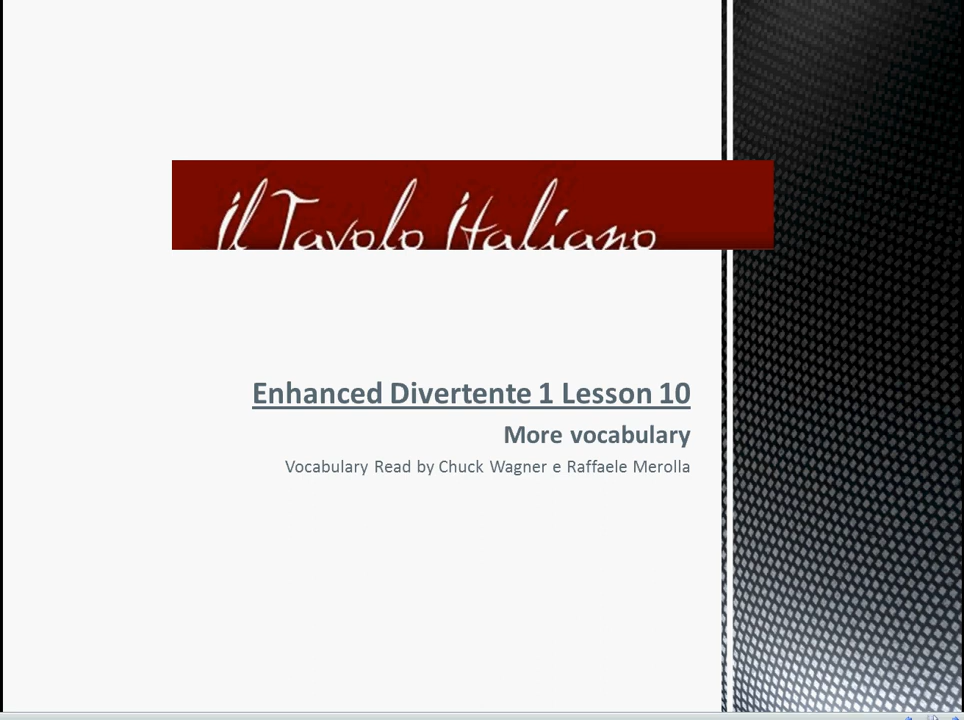 il Tavolo Italiano
Enhanced Divertente 1 Lesson 10
More vocabulary
Vocabulary Read by Chuck Wagner e Raffaele Merolla